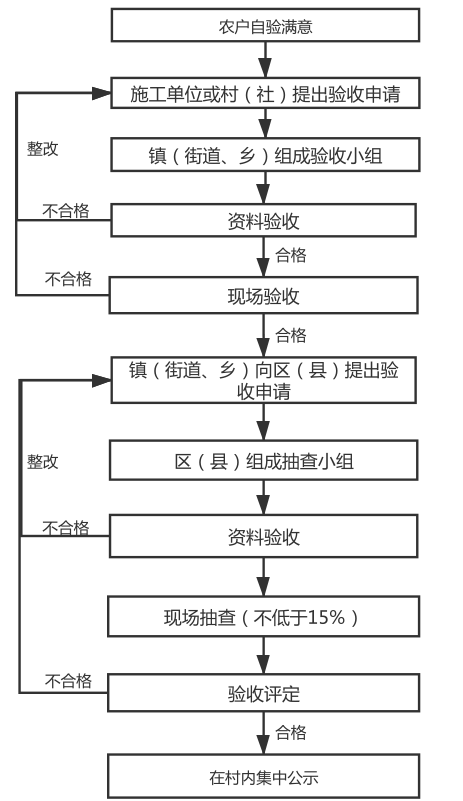 农户自验满意
施工单位或村（社）提出验收申请
整改
镇（街道、乡）组成验收小组
不合格
资料验收
合格
不合格
现场验收
合格
镇（街道、乡）向区（县）提出验
收申请
整改
区（县）组成抽查小组
不合格
资料验收
现场抽查（不低于15%）
不合格
验收评定
合格
在村内集中公示